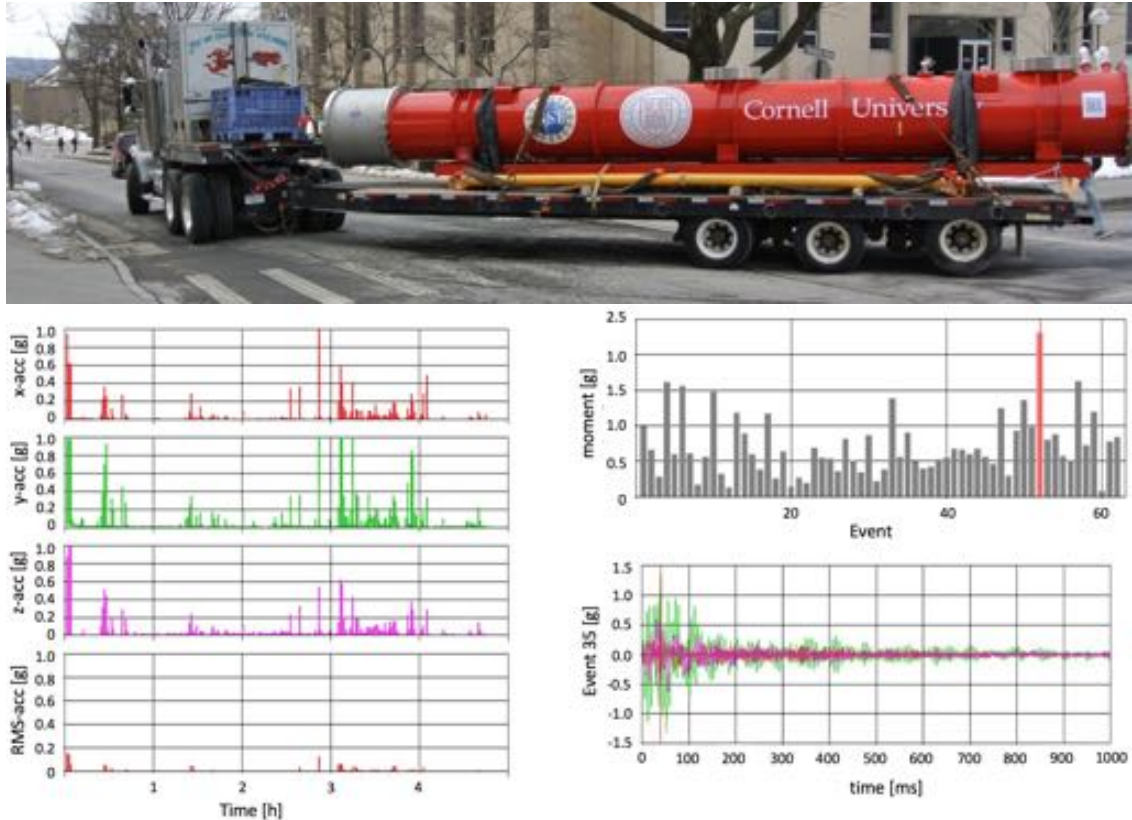 Cornell University
x-acc [g]
1.0
0.8
0.6
0.4
0.2
0
y-acc [g]
1.0
0.8
0.6
0.4
0.2
0
z-acc [g]
1.0
0.8
0.6
0.4
0.2
0
RMS-acc [g]
1.0
0.8
0.6
0.4
0.2
0
1 2 3 4
Time [h]
moment [g]
2.5
2.0
1.5
1.0
0.5
0
20 40 60
Event
Event 35 [g]
1.5
1.0
0.5
0.0
-0.5
-1.0
-1.5
0 100 200 300 400 500 600 700 800 900 1000
time [ms]